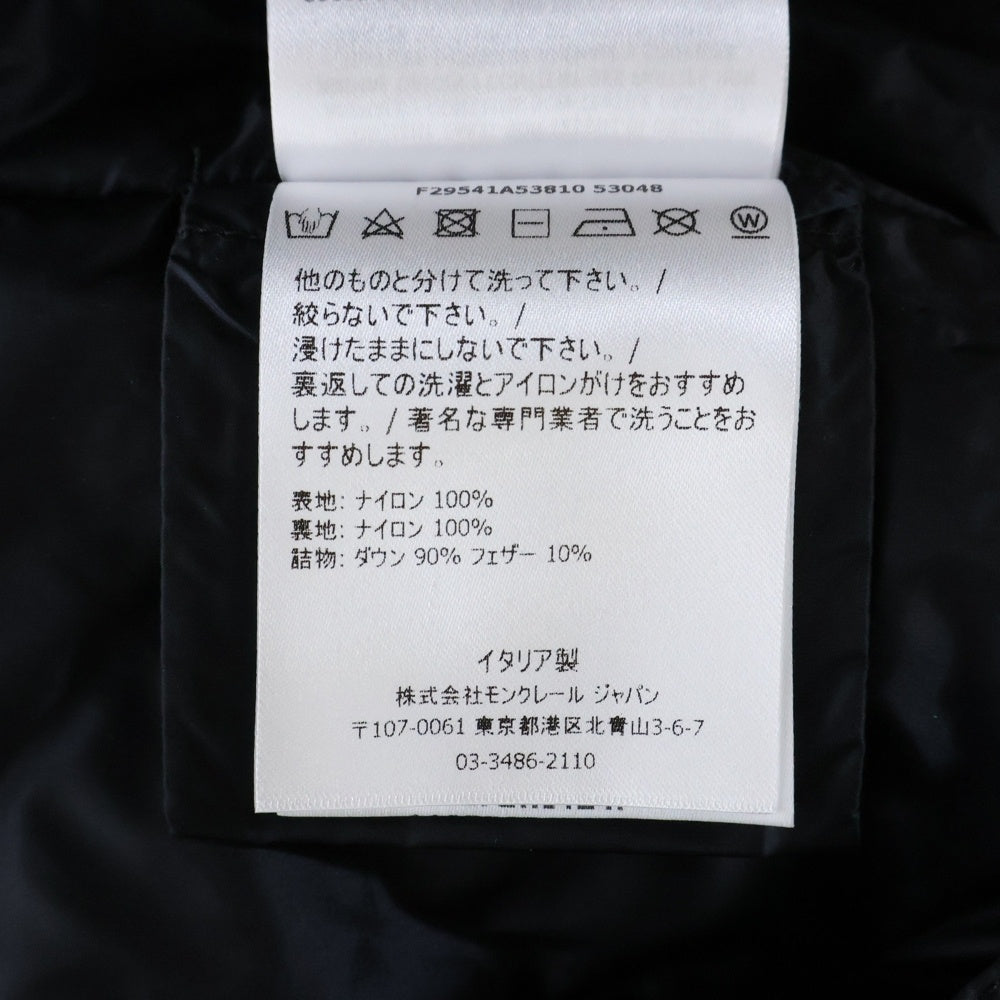 F29541A53810 53048
W
他のものと分けて洗って下さい。/
絞らないで下さい。/
浸けたままにしないで下さい。/
裏返しての洗濯とアイロンがけをおすすめ
します。/ 著名な専門業者で洗うことをお
すすめします。
表地: ナイロン 100%
裏地: ナイロン 100%
詰物: ダウン 90% フェザー 10%
イタリア製
株式会社モンクレール ジャパン
〒107-0061 東京都港区北青山3-6-7
03-3486-2110